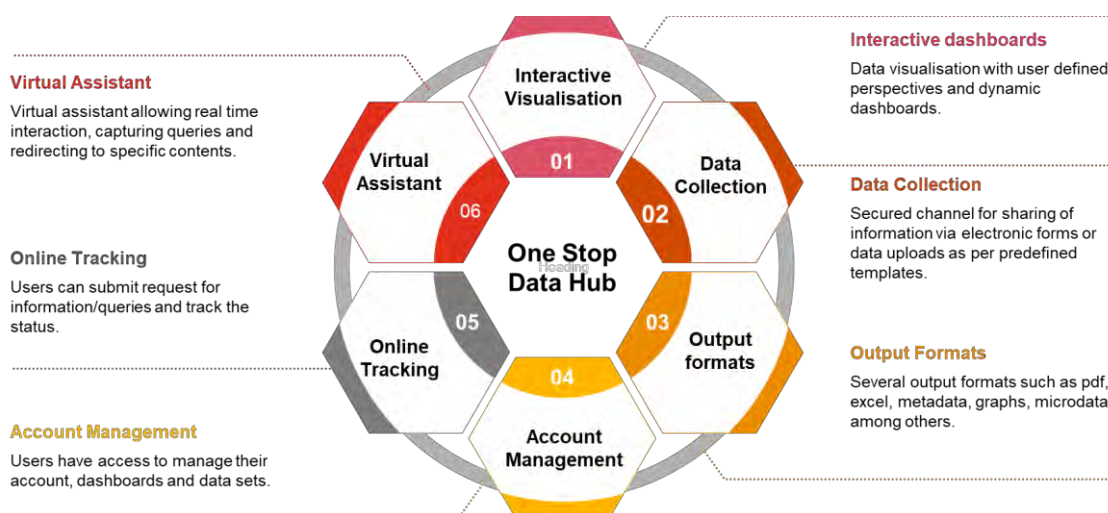 Interactive
Visualisation
01
Data
Collection
02
Output
formats
03
Account
Management
04
Online
Tracking
05
Virtual
Assistant
06
One Stop
Heading
Data Hub
Interactive dashboards
Data visualisation with user defined
perspectives and dynamic
dashboards.
Data Collection
Secured channel for sharing of
information via electronic forms or
data uploads as per predefined
templates.
Output Formats
Several output formats such as pdf,
excel, metadata, graphs, microdata
among others.
Virtual Assistant
Virtual assistant allowing real time
interaction, capturing queries and
redirecting to specific contents.
Online Tracking
Users can submit request for
information/queries and track the
status.
Account Management
Users have access to manage their
account, dashboards and data sets.